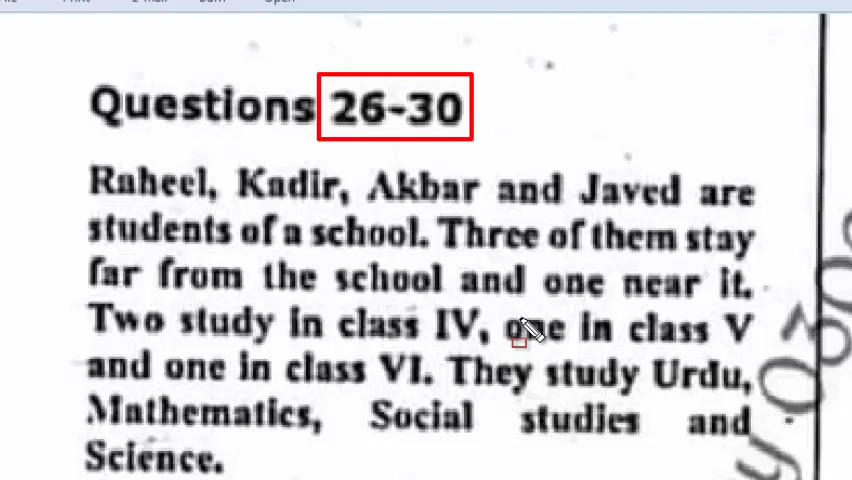 Questions 26-30
Raheel, Kadir, Akbar and Javed are
students of a school. Three of them stay
far from the school and one near it.
Two study in class IV, one in class V
and one in class VI. They study Urdu,
Mathematics, Social studies and
Science.